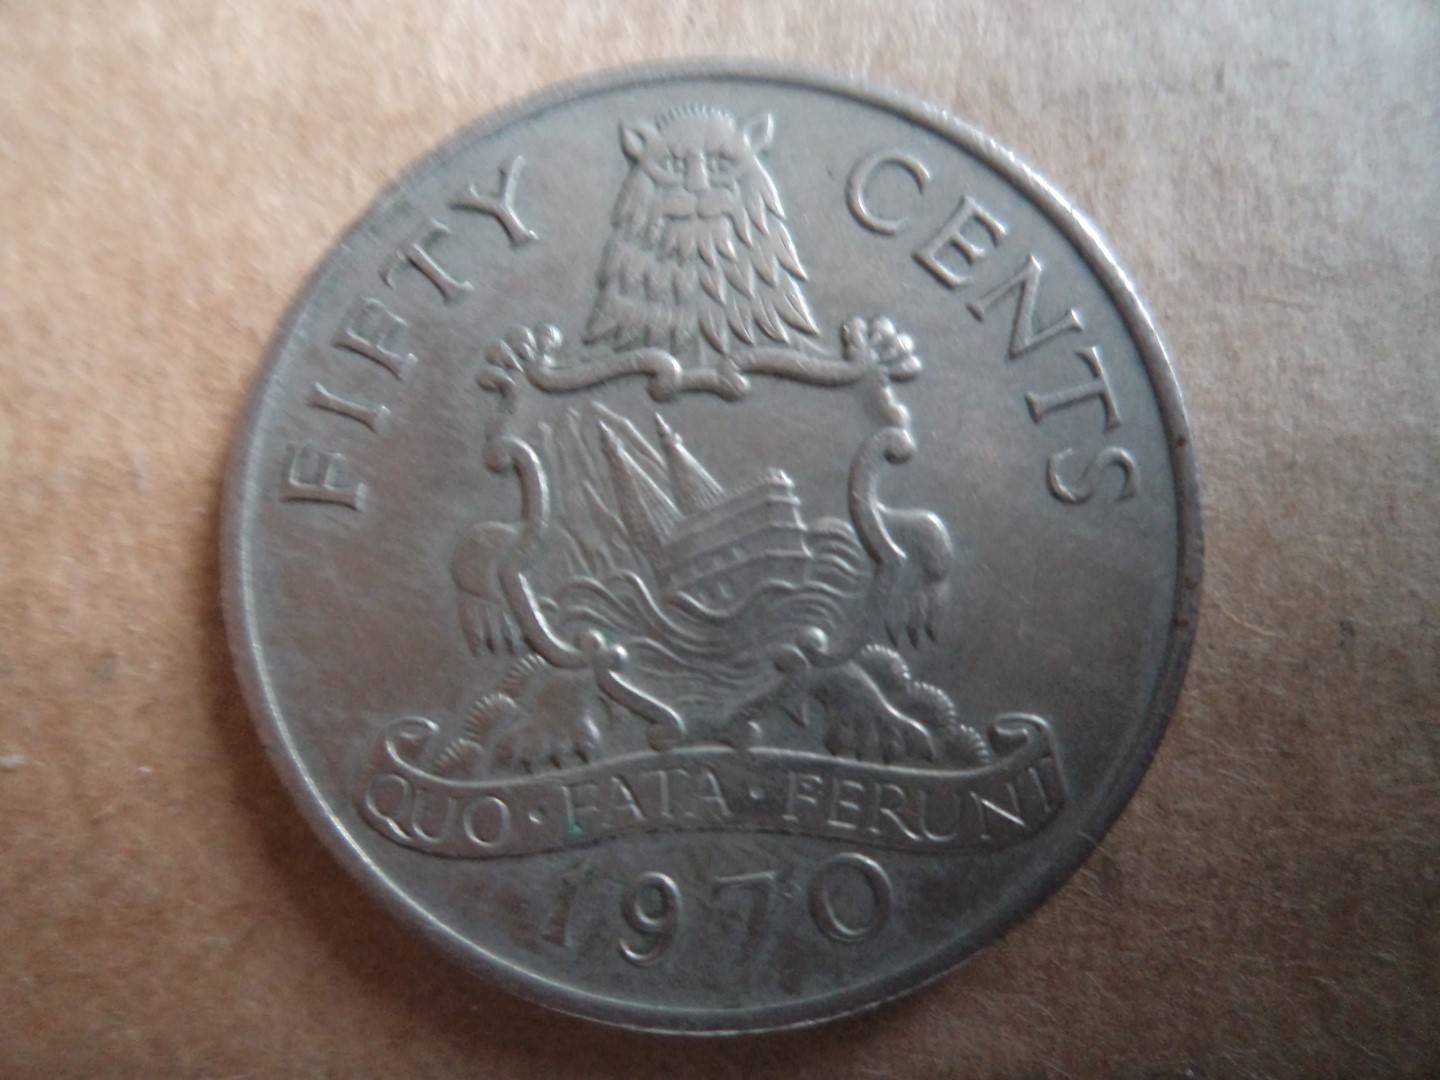 FIFTY CENTS
QUO · FATA · FERUNT
1970